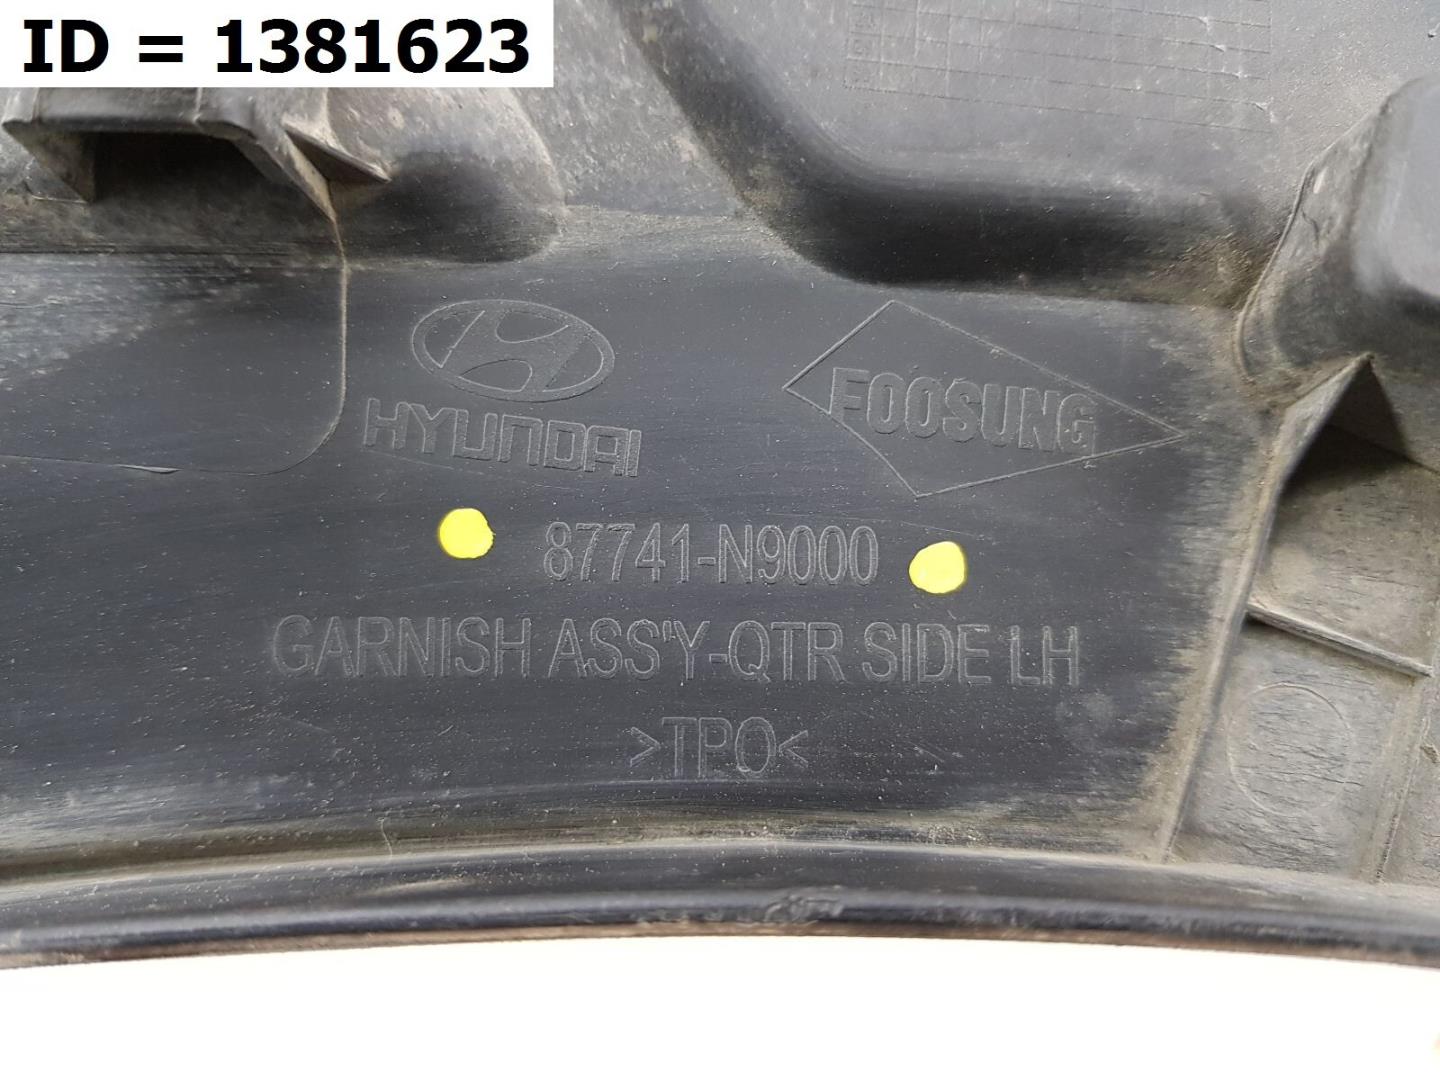 ID = 1381623
HYUNDAI
FOOSUNG
87741-N9000
GARNISH ASS'Y-QTR SIDE LH
>TPO<